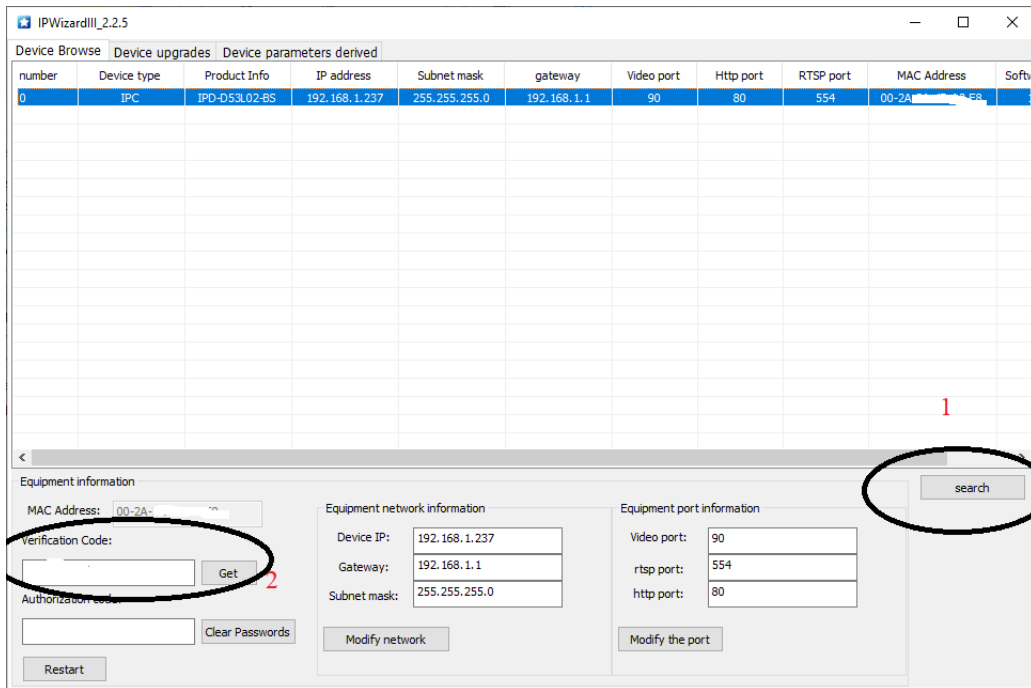 IPWizardIII_2.2.5
Device Browse Device upgrades Device parameters derived
number Device type Product Info IP address Subnet mask gateway Video port Http port RTSP port MAC Address
0 IPC IPD-D53L02-BS 192.168.1.237 255.255.255.0 192.168.1.1 90 80 554 00-2A
1
search
Equipment information
MAC Address: 00-2A-
Verification Code:
Get
2
Authorization code:
Clear Passwords
Restart
Equipment network information
Device IP: 192.168.1.237
Gateway: 192.168.1.1
Subnet mask: 255.255.255.0
Modify network
Equipment port information
Video port: 90
rtsp port: 554
http port: 80
Modify the port